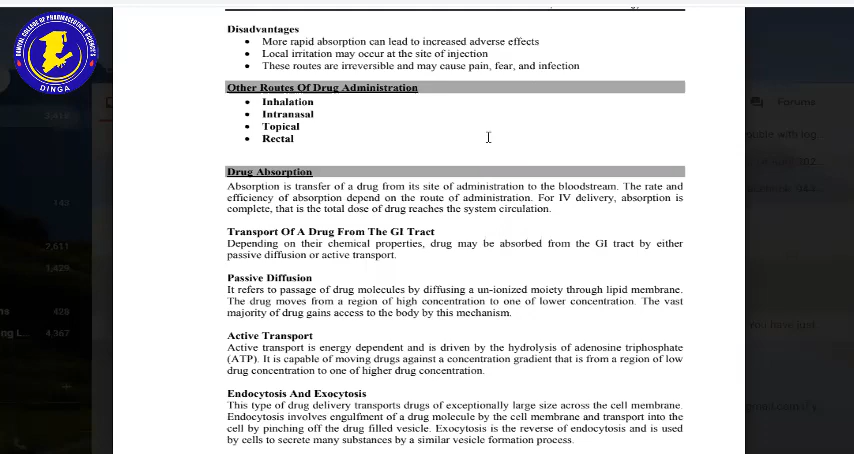 Disadvantages
• More rapid absorption can lead to increased adverse effects
• Local irritation may occur at the site of injection
• These routes are irreversible and may cause pain, fear, and infection
Other Routes Of Drug Administration
• Inhalation
• Intranasal
• Topical
• Rectal
Drug Absorption
Absorption is transfer of a drug from its site of administration to the bloodstream. The rate and
efficiency of absorption depend on the route of administration. For IV delivery, absorption is
complete, that is the total dose of drug reaches the system circulation.
Transport Of A Drug From The GI Tract
Depending on their chemical properties, drug may be absorbed from the GI tract by either
passive diffusion or active transport.
Passive Diffusion
It refers to passage of drug molecules by diffusing a un-ionized moiety through lipid membrane.
The drug moves from a region of high concentration to one of lower concentration. The vast
majority of drug gains access to the body by this mechanism.
Active Transport
Active transport is energy dependent and is driven by the hydrolysis of adenosine triphosphate
(ATP). It is capable of moving drugs against a concentration gradient that is from a region of low
drug concentration to one of higher drug concentration.
Endocytosis And Exocytosis
This type of drug delivery transports drugs of exceptionally large size across the cell membrane.
Endocytosis involves engulfment of a drug molecule by the cell membrane and transport into the
cell by pinching off the drug filled vesicle. Exocytosis is the reverse of endocytosis and is used
by cells to secrete many substances by a similar vesicle formation process.
COLLEGE OF PHARMACEUTICAL SCIENCES
DINGA
3,418
143
2,611
1,429
428
4,367
Forums
you have last